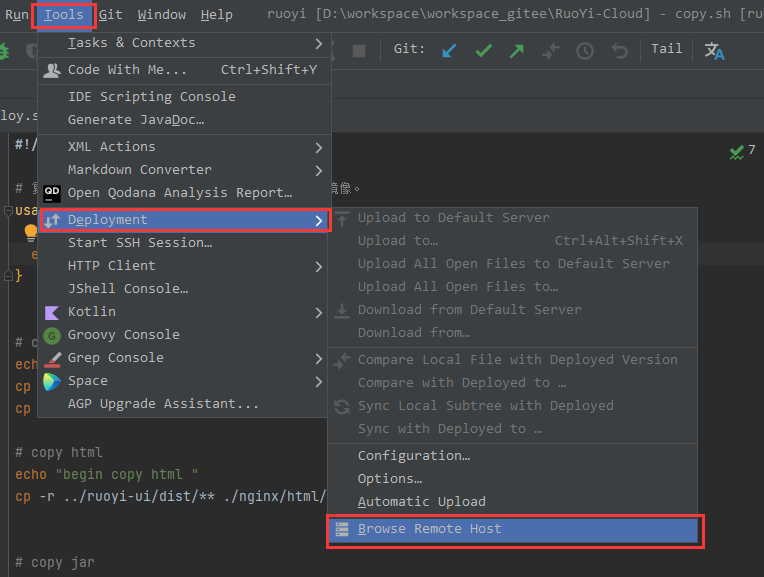 Run Tools Git Window Help ruoyi [D:\workspace\workspace_gitee\RuoYi-Cloud] - copy.sh [ruo
Tasks & Contexts
Git: Tail
Code With Me... Ctrl+Shift+Y
IDE Scripting Console
Generate JavaDoc…
loy.s
#!/
7
XML Actions
Markdown Converter
QD Open Qodana Analysis Report…
# 镜像。
usa
Deployment
Start SSH Session…
HTTP Client
JShell Console…
Kotlin
G Groovy Console
Grep Console
Space
AGP Upgrade Assistant...
Upload to Default Server
Upload to… Ctrl+Alt+Shift+X
Upload All Open Files to Default Server
Upload All Open Files to…
Download from Default Server
Download from…
Compare Local File with Deployed Version
Compare with Deployed to …
Sync Local Subtree with Deployed
Sync with Deployed to …
Configuration…
Options…
Automatic Upload
Browse Remote Host
e
}
# c
ech
cp
cp
# copy html
echo "begin copy html "
cp -r ../ruoyi-ui/dist/** ./nginx/html/
# copy jar